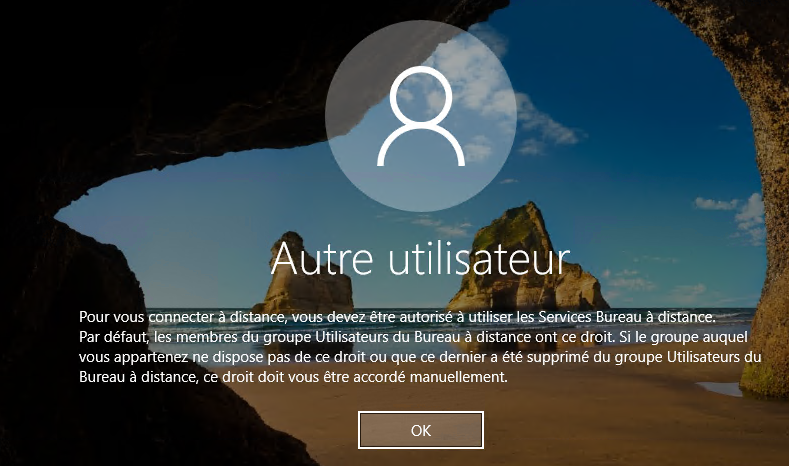 Autre utilisateur
Pour vous connecter à distance, vous devez être autorisé à utiliser les Services Bureau à distance.
Par défaut, les membres du groupe Utilisateurs du Bureau à distance ont ce droit. Si le groupe auquel
vous appartenez ne dispose pas de ce droit ou que ce dernier a été supprimé du groupe Utilisateurs du
Bureau à distance, ce droit doit vous être accordé manuellement.
OK